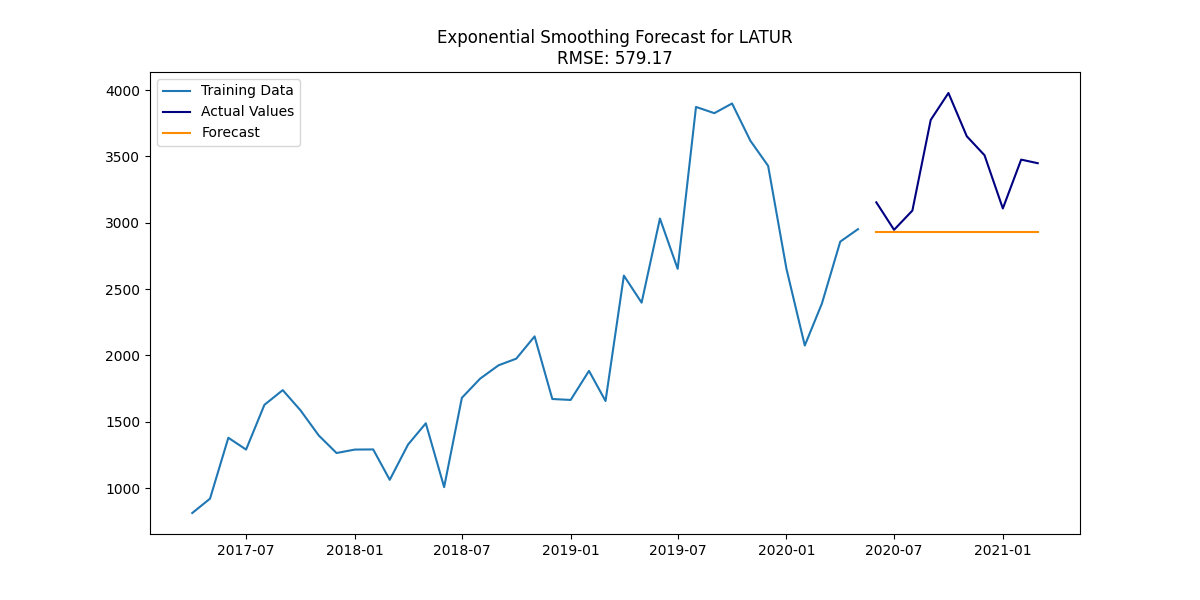 Exponential Smoothing Forecast for LATUR
RMSE: 579.17
Training Data
Actual Values
Forecast
4000
3500
3000
2500
2000
1500
1000
2017-07 2018-01 2018-07 2019-01 2019-07 2020-01 2020-07 2021-01